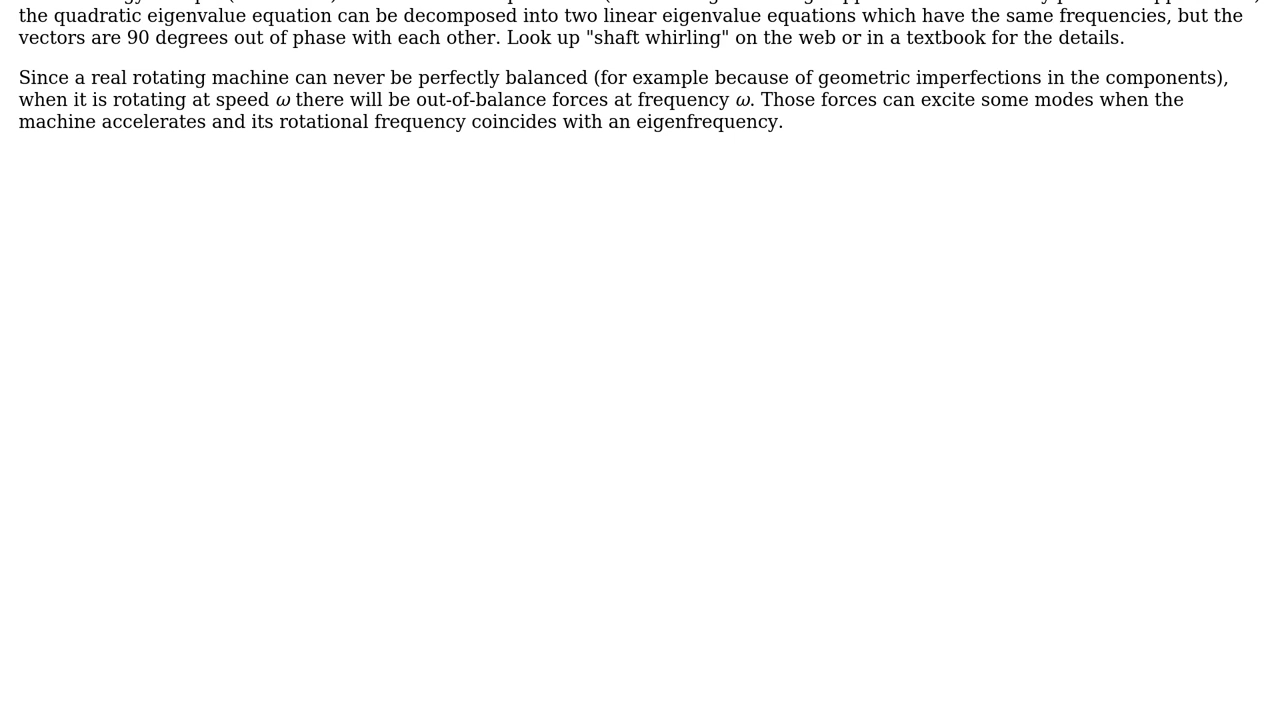 the quadratic eigenvalue equation can be decomposed into two linear eigenvalue equations which have the same frequencies, but the
vectors are 90 degrees out of phase with each other. Look up "shaft whirling" on the web or in a textbook for the details.
Since a real rotating machine can never be perfectly balanced (for example because of geometric imperfections in the components),
when it is rotating at speed ω there will be out-of-balance forces at frequency ω. Those forces can excite some modes when the
machine accelerates and its rotational frequency coincides with an eigenfrequency.